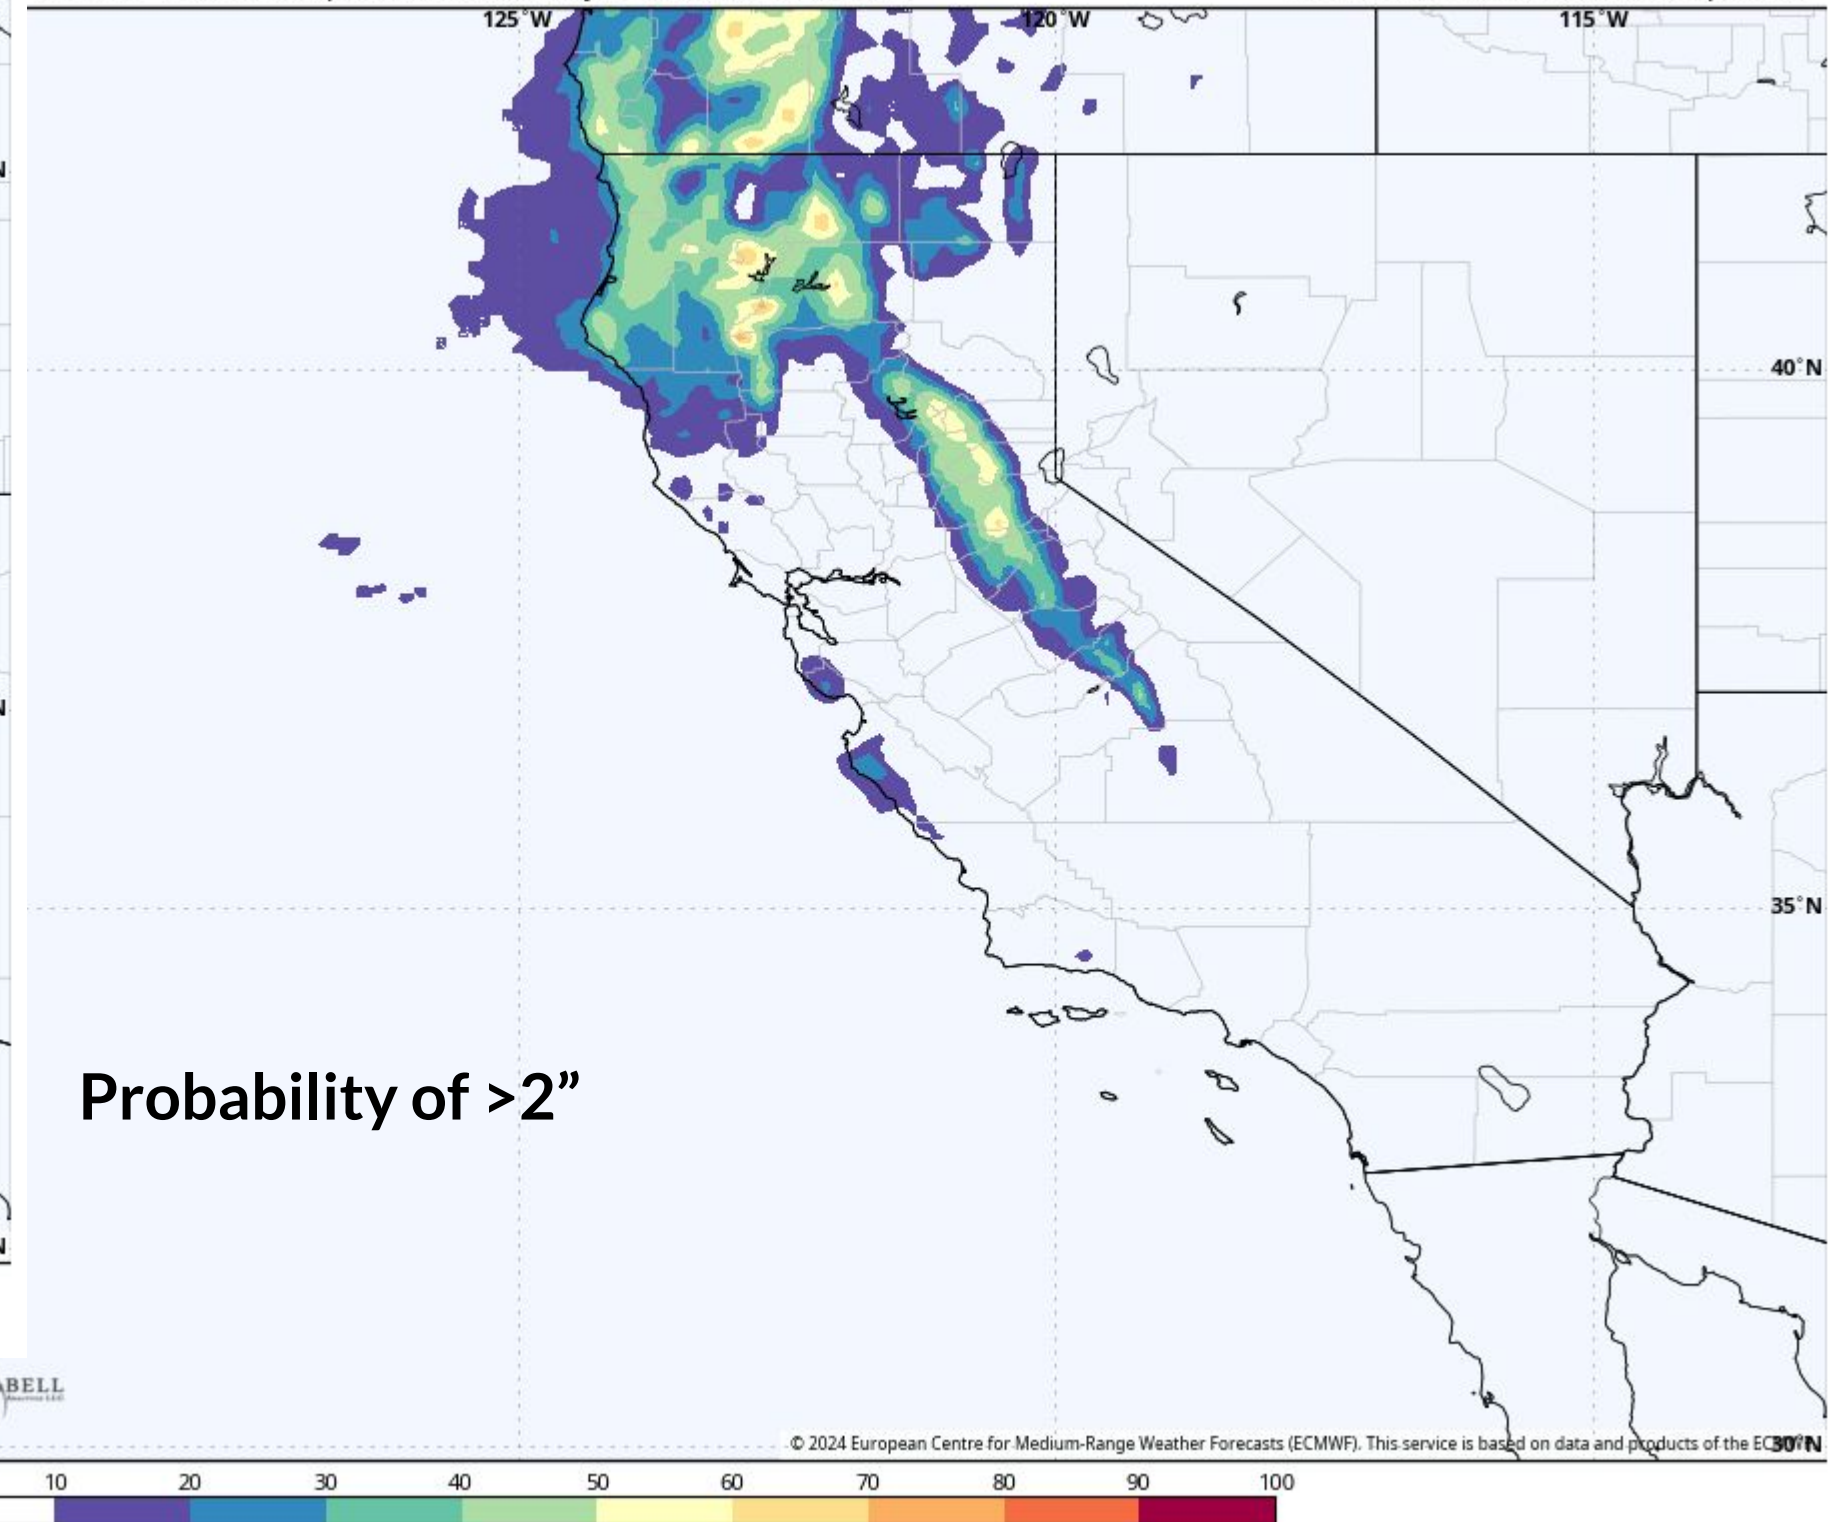 125°W 120°W 115°W
40°N
35°N
Probability of >2”
BELL
© 2024 European Centre for Medium-Range Weather Forecasts (ECMWF). This service is based on data and products of the
30°N
10 20 30 40 50 60 70 80 90 100